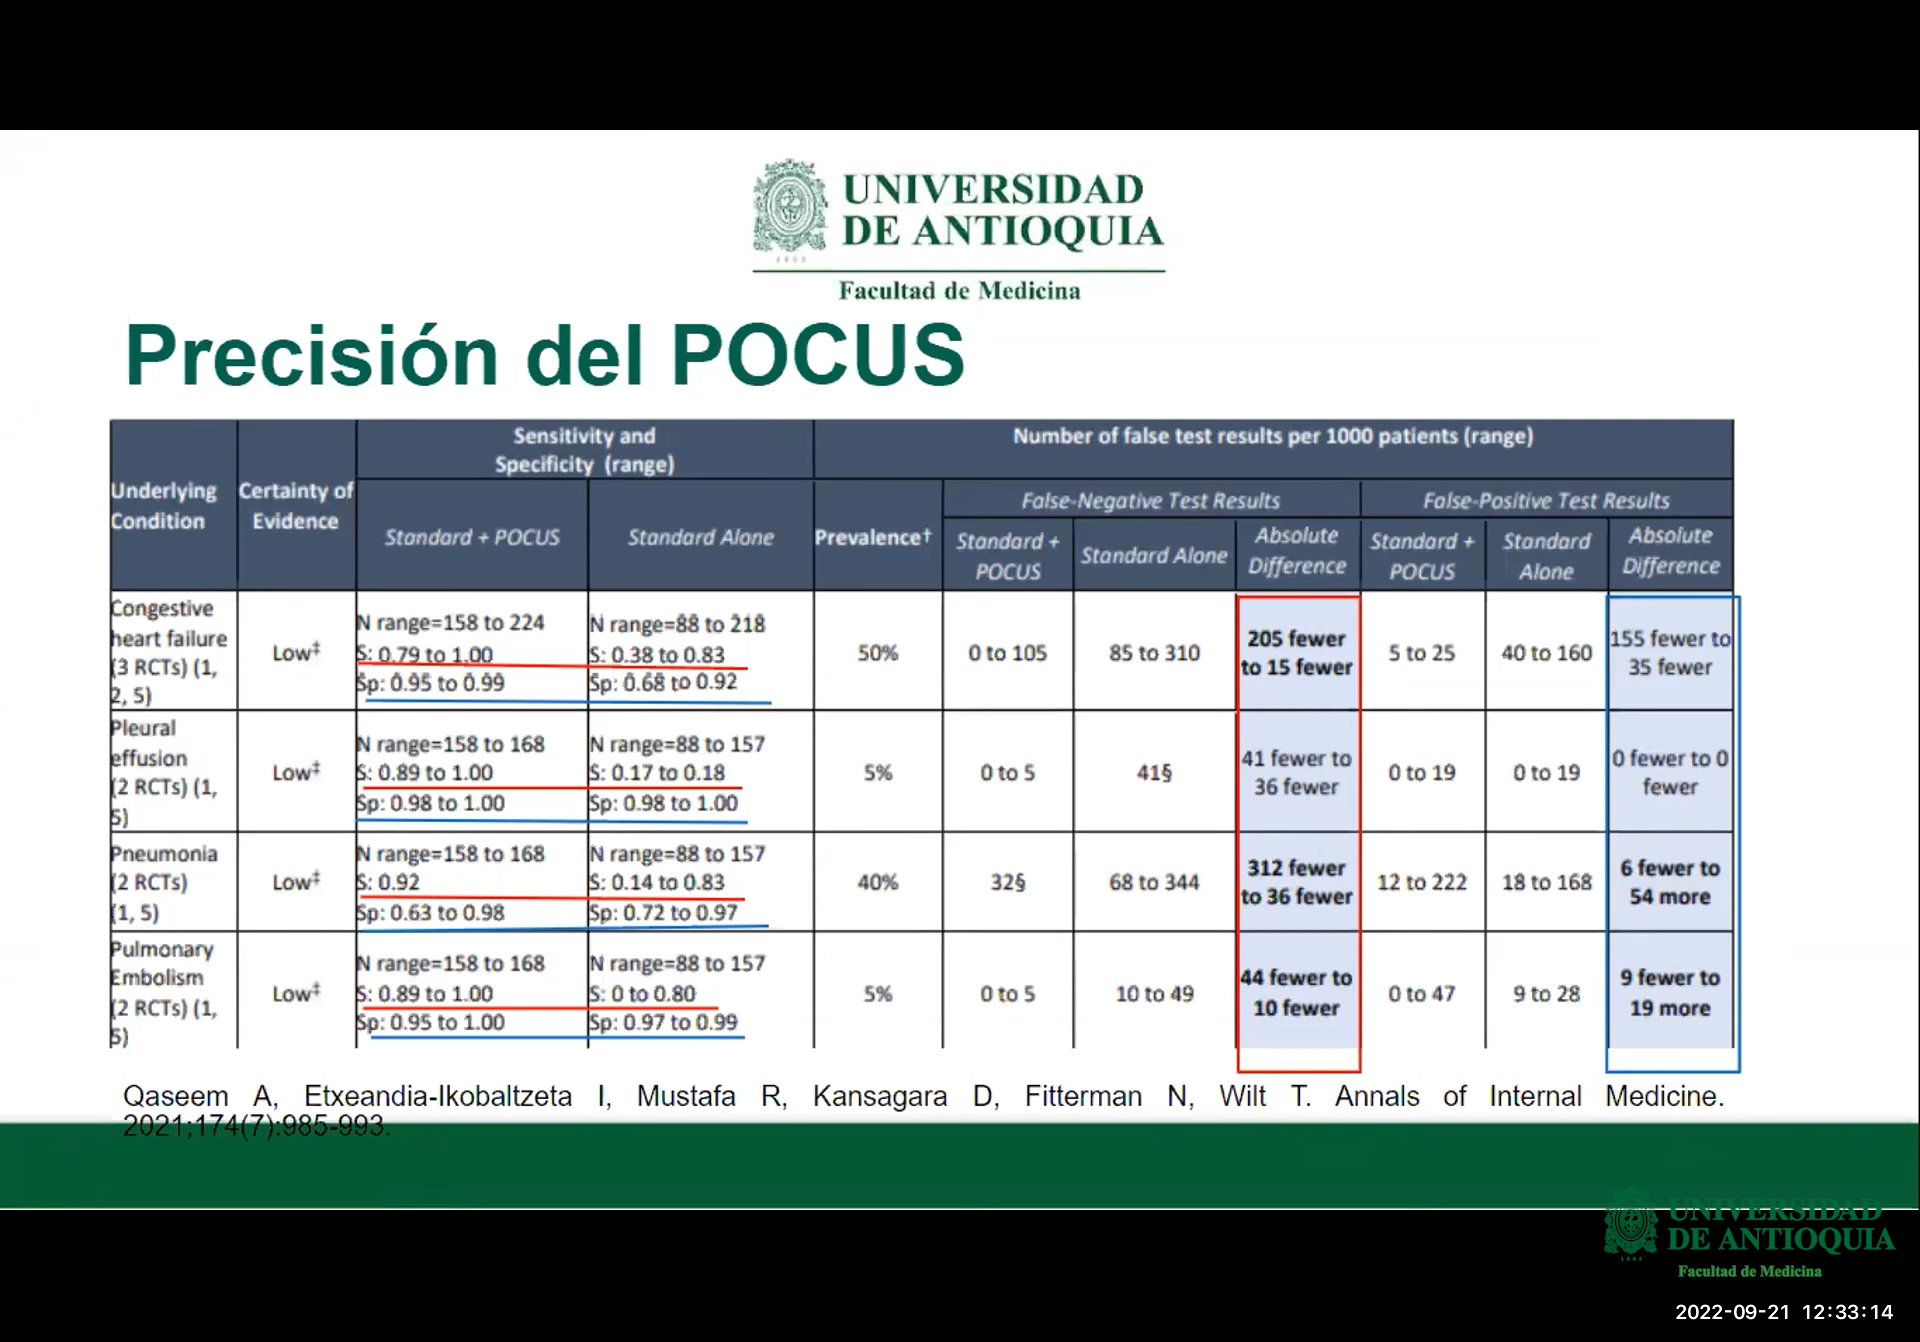 UNIVERSIDAD
DE ANTIOQUIA
1803
Facultad de Medicina
Precisión del POCUS
Underlying
Condition
Certainty of
Evidence
Sensitivity and
Specificity (range)
Number of false test results per 1000 patients (range)
Standard + POCUS
Standard Alone
Prevalence†
False-Negative Test Results
False-Positive Test Results
Standard +
POCUS
Standard Alone
Absolute
Difference
Standard +
POCUS
Standard
Alone
Absolute
Difference
Congestive
heart failure
(3 RCTs) (1,
2, 5)
Low‡
N range=158 to 224
S: 0.79 to 1.00
Sp: 0.95 to 0.99
N range=88 to 218
S: 0.38 to 0.83
Sp: 0.68 to 0.92
50%
0 to 105
85 to 310
205 fewer
to 15 fewer
5 to 25
40 to 160
155 fewer to
35 fewer
Pleural
effusion
(2 RCTs) (1,
5)
Low‡
N range=158 to 168
S: 0.89 to 1.00
Sp: 0.98 to 1.00
N range=88 to 157
S: 0.17 to 0.18
Sp: 0.98 to 1.00
5%
0 to 5
41§
41 fewer to
36 fewer
0 to 19
0 to 19
0 fewer to 0
fewer
Pneumonia
(2 RCTs)
(1, 5)
Low‡
N range=158 to 168
S: 0.92
Sp: 0.63 to 0.98
N range=88 to 157
S: 0.14 to 0.83
Sp: 0.72 to 0.97
40%
32§
68 to 344
312 fewer
to 36 fewer
12 to 222
18 to 168
6 fewer to
54 more
Pulmonary
Embolism
(2 RCTs) (1,
5)
Low‡
N range=158 to 168
S: 0.89 to 1.00
Sp: 0.95 to 1.00
N range=88 to 157
S: 0 to 0.80
Sp: 0.97 to 0.99
5%
0 to 5
10 to 49
44 fewer to
10 fewer
0 to 47
9 to 28
9 fewer to
19 more
Qaseem A, Etxeandia-Ikobaltzeta I, Mustafa R, Kansagara D, Fitterman N, Wilt T. Annals of Internal Medicine.
2021;174(7):985-993.
UNIVERSIDAD
DE ANTIOQUIA
1803
Facultad de Medicina
2022-09-21 12:33:14